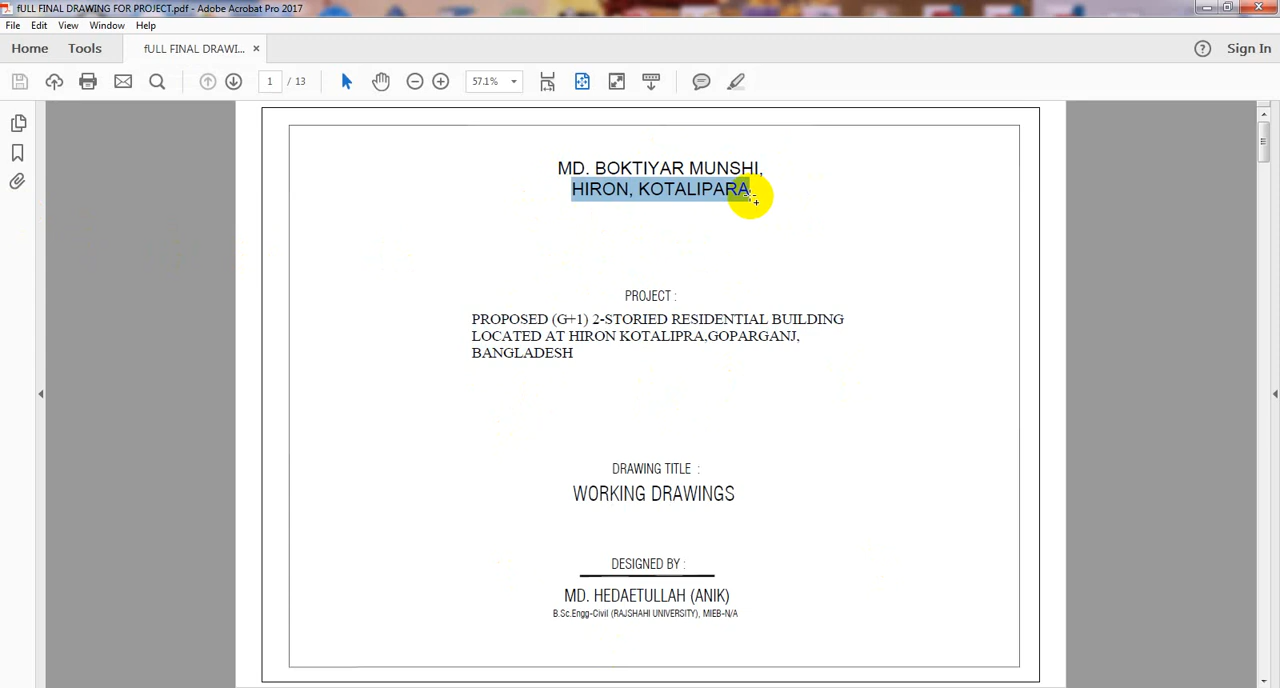 fULL FINAL DRAWING FOR PROJECT.pdf - Adobe Acrobat Pro 2017
File Edit View Window Help
Home Tools fULL FINAL DRAWI... × Sign In
1 / 13 57.1%
MD. BOKTIYAR MUNSHI,
HIRON, KOTALIPARA
PROJECT :
PROPOSED (G+1) 2-STORIED RESIDENTIAL BUILDING
LOCATED AT HIRON KOTALIPRA,GOPARGANJ,
BANGLADESH
DRAWING TITLE :
WORKING DRAWINGS
DESIGNED BY :
MD. HEDAETULLAH (ANIK)
B.Sc.Engg-Civil (RAJSHAHI UNIVERSITY), MIEB-N/A